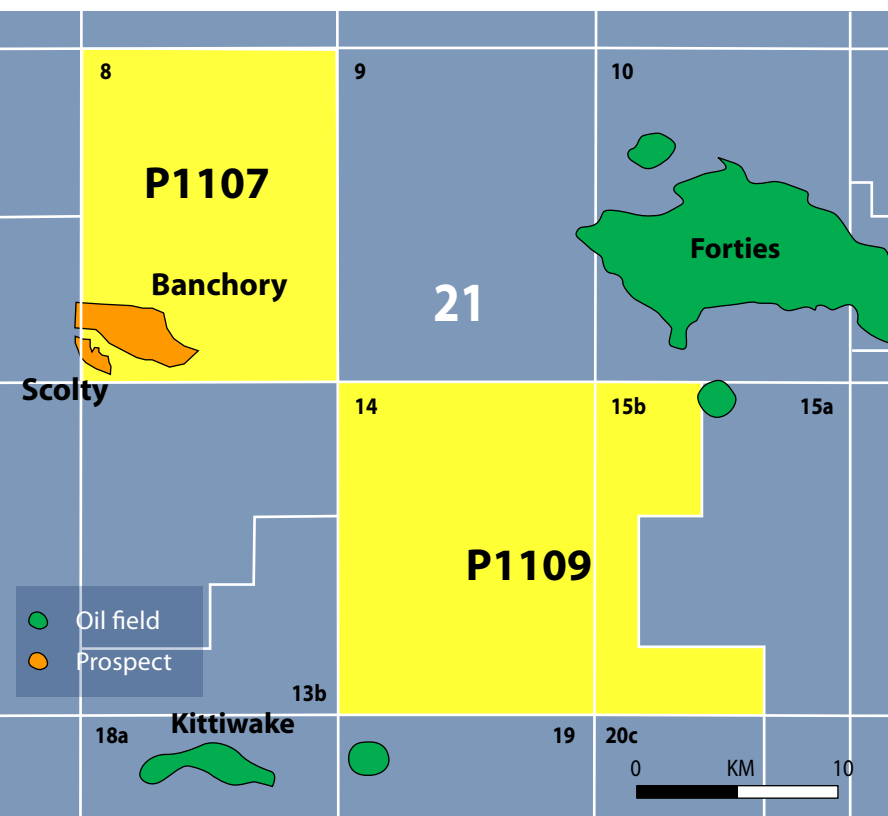 8
9
10
P1107
Forties
Banchory
21
Scolty
14
15b
15a
P1109
Oil field
Prospect
13b
Kittiwake
18a
19
20c
0 KM 10